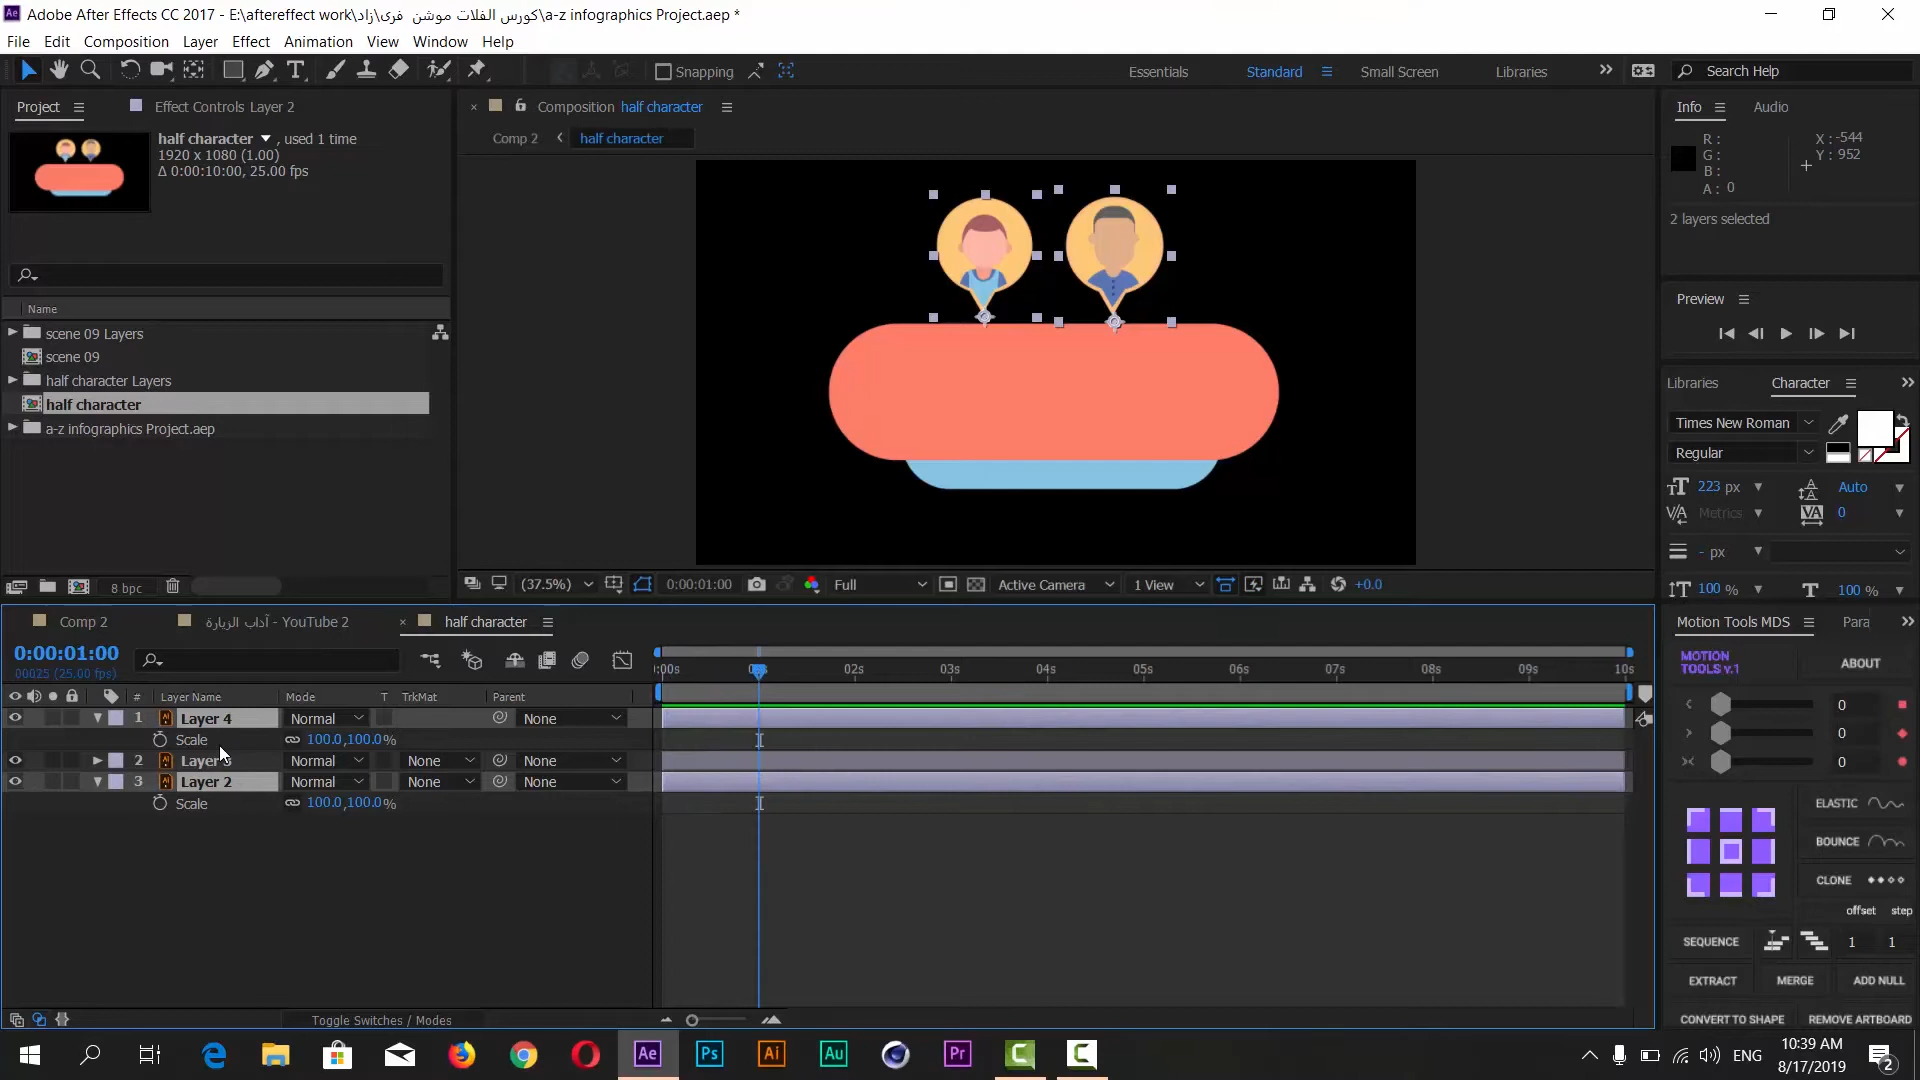 Adobe After Effects CC 2017 - E:\aftereffect work\كورس الفلات موشن فرى\زاد\a-z infographics Project.aep *
File Edit Composition Layer Effect Animation View Window Help
Snapping Essentials Standard Small Screen Libraries Search Help
Project Effect Controls Layer 2
half character , used 1 time
1920 x 1080 (1.00)
Δ 0:00:10:00, 25.00 fps
Name
scene 09 Layers
scene 09
half character Layers
half character
a-z infographics Project.aep
8 bpc
Composition half character
Comp 2 half character
(37.5%) 0:00:01:00 Full Active Camera 1 View +0.0
Info Audio
R :
G :
B :
A : 0
X : -544
Y : 952
2 layers selected
Preview
Libraries Character
Times New Roman
Regular
223 px Auto
Metrics 0
- px
100 % 100 %
Comp 2 آداب الزيارة - YouTube 2 half character
0:00:01:00
00025 (25.00 fps)
:00s 02s 03s 04s 05s 06s 07s 08s 09s 10s
# Layer Name Mode T TrkMat Parent
1 Layer 4 Normal None
Scale 100.0,100.0%
2 Normal None None
3 Layer 2 Normal None None
Scale 100.0,100.0%
Toggle Switches / Modes
Motion Tools MDS Para
MOTION
TOOLS v.1
ABOUT
0
0
0
ELASTIC
BOUNCE
CLONE
offset step
SEQUENCE 1 1
EXTRACT MERGE ADD NULL
CONVERT TO SHAPE REMOVE ARTBOARD
Ae Ps Ai Au Pr
ENG
10:39 AM
8/17/2019
2